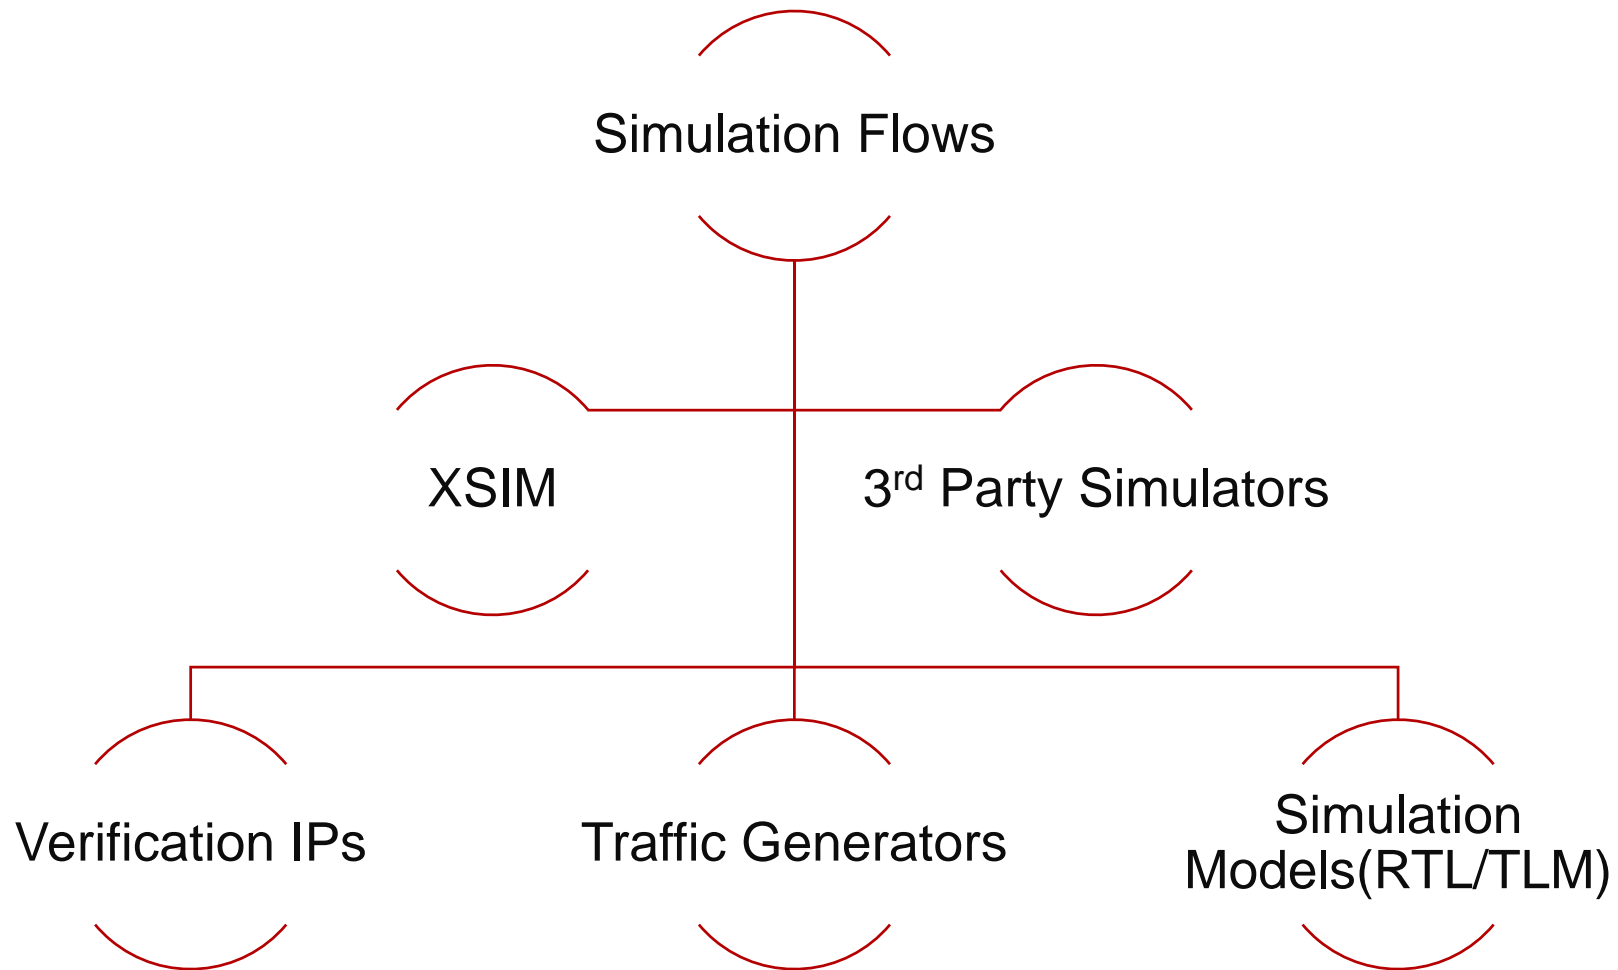 Simulation Flows
XSIM
3rd Party Simulators
Verification IPs
Traffic Generators
Simulation
Models(RTL/TLM)